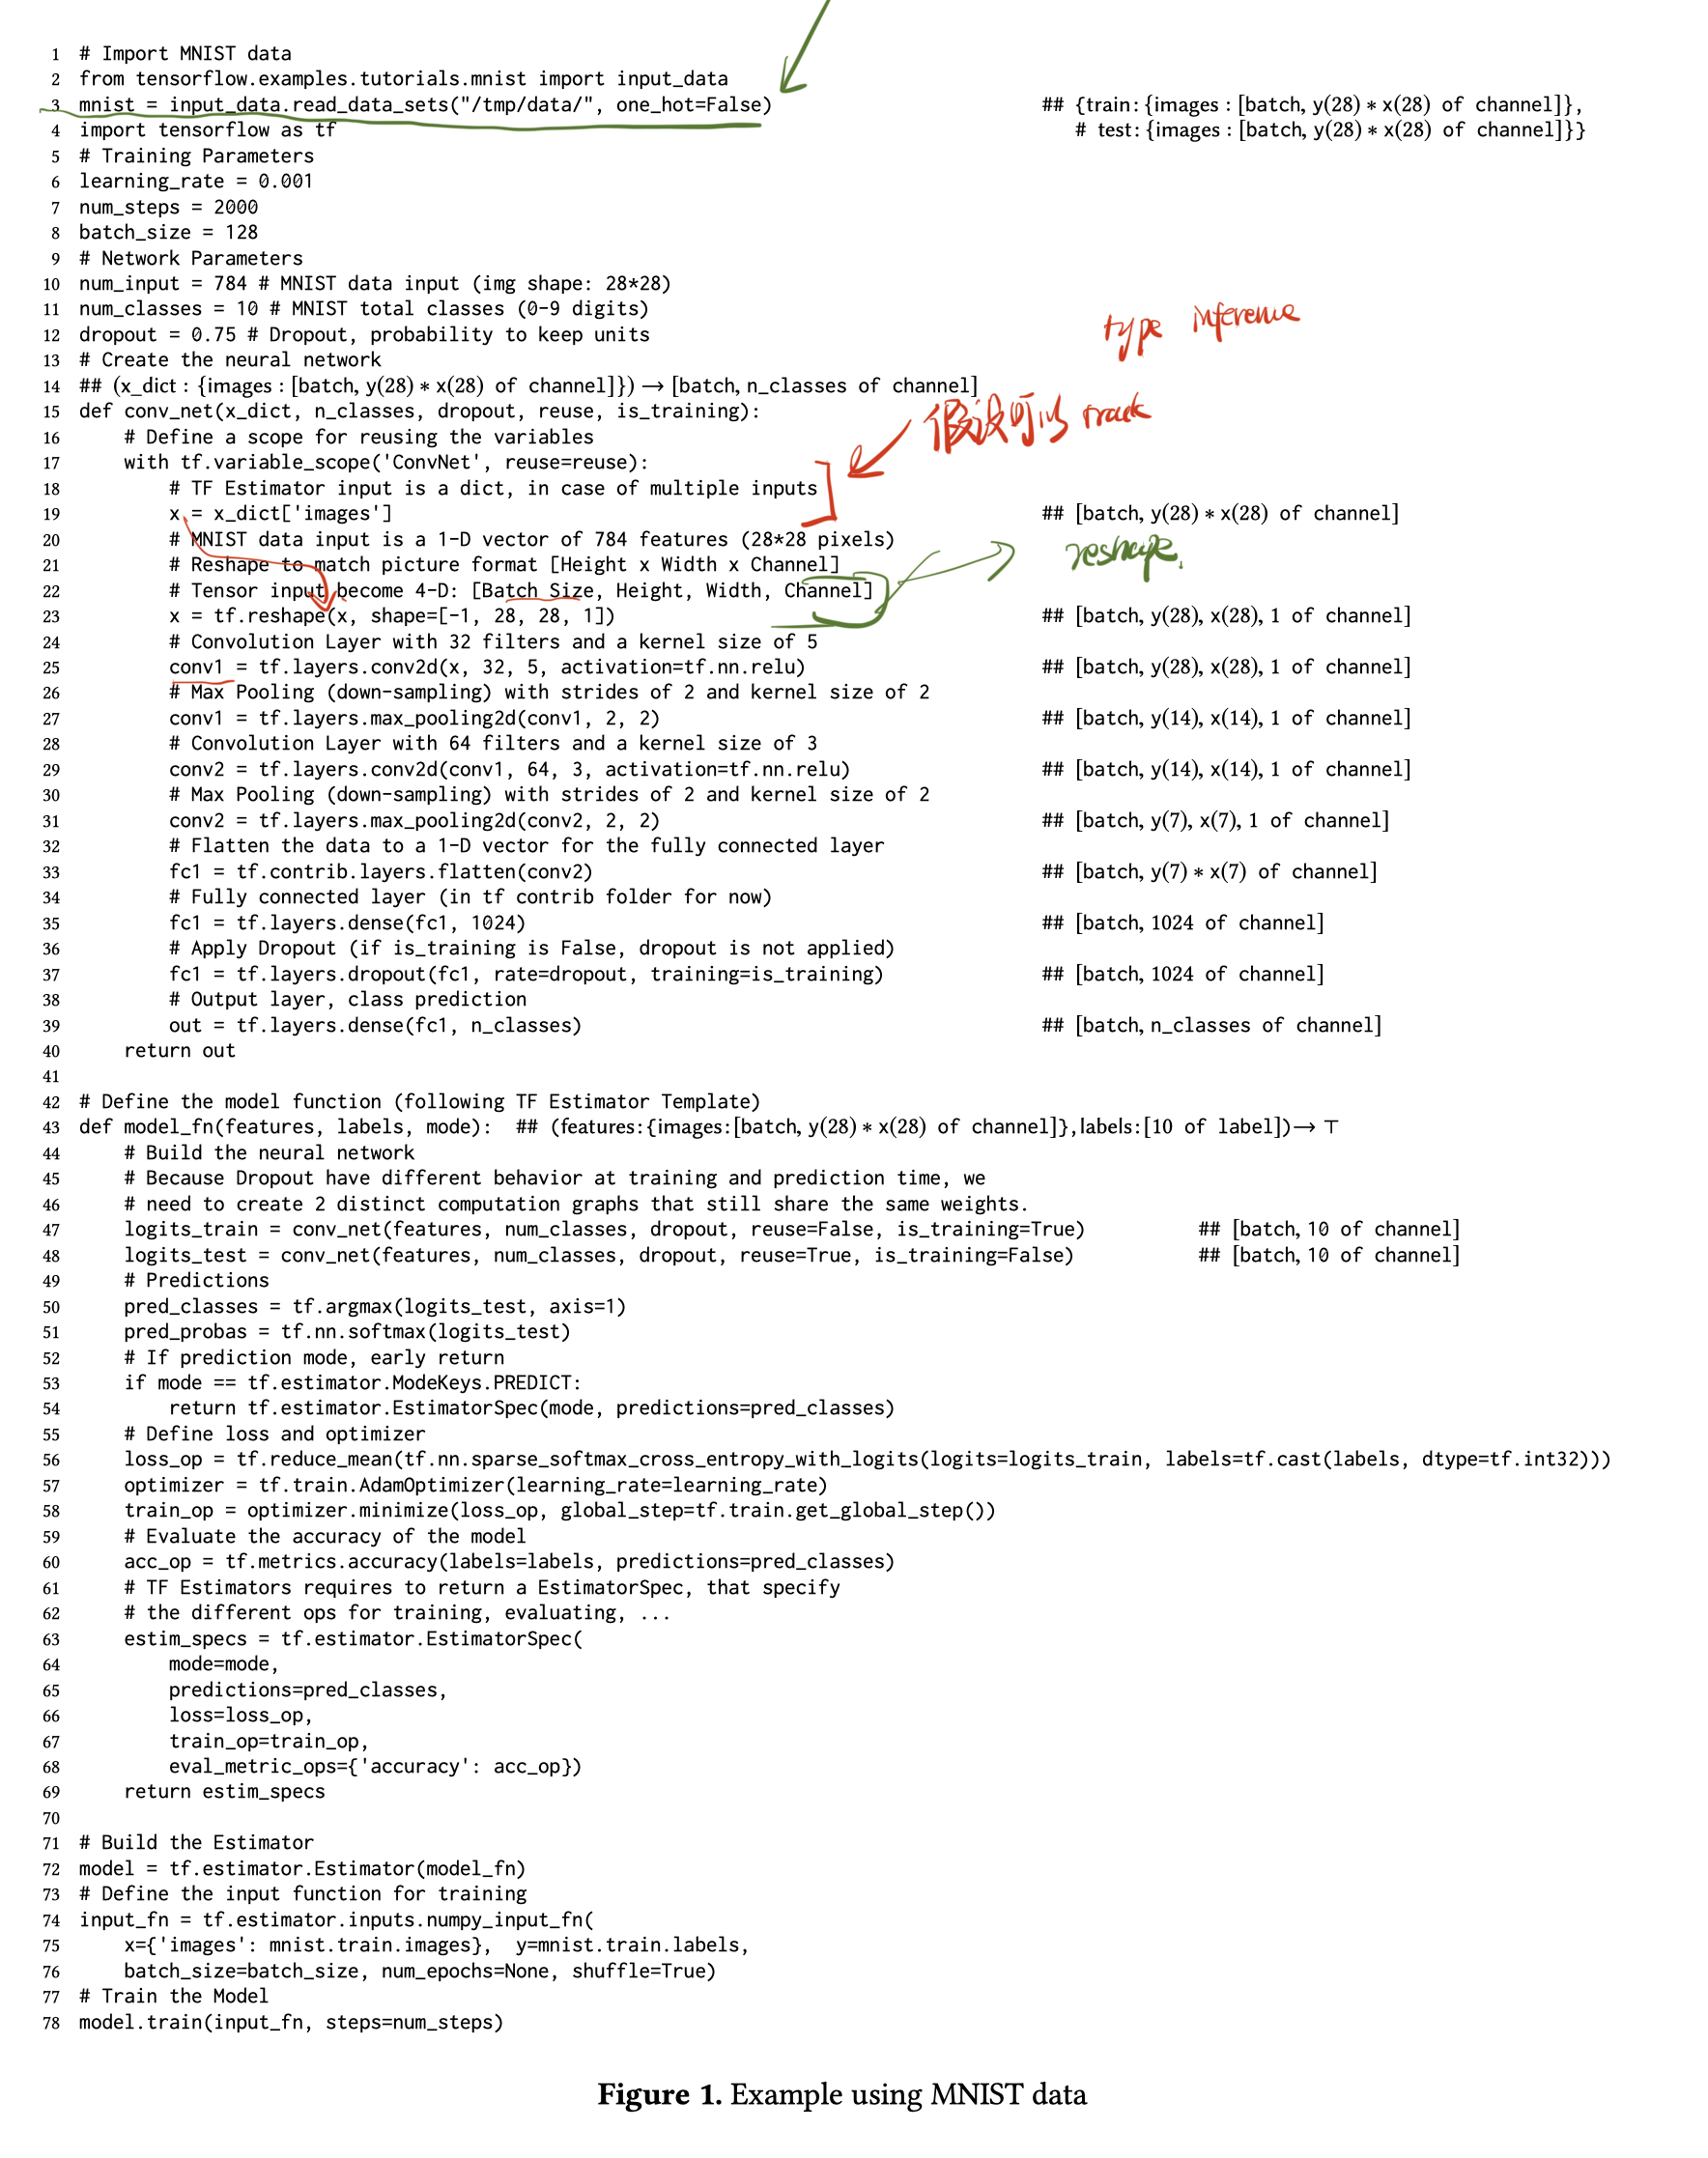 1 # Import MNIST data
2 from tensorflow.examples.tutorials.mnist import input_data
3 mnist = input_data.read_data_sets("/tmp/data/", one_hot=False) ## {train: {images : [batch, y(28) ∗ x(28) of channel]},
4 import tensorflow as tf # test: {images : [batch, y(28) ∗ x(28) of channel]}}
5 # Training Parameters
6 learning_rate = 0.001
7 num_steps = 2000
8 batch_size = 128
9 # Network Parameters
10 num_input = 784 # MNIST data input (img shape: 28*28)
11 num_classes = 10 # MNIST total classes (0-9 digits)
type inference
12 dropout = 0.75 # Dropout, probability to keep units
13 # Create the neural network
14 ## (x_dict : {images : [batch, y(28) ∗ x(28) of channel]}) → [batch, n_classes of channel]
15 def conv_net(x_dict, n_classes, dropout, reuse, is_training):
假设可以 track
16 # Define a scope for reusing the variables
17 with tf.variable_scope('ConvNet', reuse=reuse):
18 # TF Estimator input is a dict, in case of multiple inputs
19 x = x_dict['images'] ## [batch, y(28) ∗ x(28) of channel]
20 # MNIST data input is a 1-D vector of 784 features (28*28 pixels)
reshape.
21 # Reshape to match picture format [Height x Width x Channel]
22 # Tensor input become 4-D: [Batch Size, Height, Width, Channel]
23 x = tf.reshape(x, shape=[-1, 28, 28, 1]) ## [batch, y(28), x(28), 1 of channel]
24 # Convolution Layer with 32 filters and a kernel size of 5
25 conv1 = tf.layers.conv2d(x, 32, 5, activation=tf.nn.relu) ## [batch, y(28), x(28), 1 of channel]
26 # Max Pooling (down-sampling) with strides of 2 and kernel size of 2
27 conv1 = tf.layers.max_pooling2d(conv1, 2, 2) ## [batch, y(14), x(14), 1 of channel]
28 # Convolution Layer with 64 filters and a kernel size of 3
29 conv2 = tf.layers.conv2d(conv1, 64, 3, activation=tf.nn.relu) ## [batch, y(14), x(14), 1 of channel]
30 # Max Pooling (down-sampling) with strides of 2 and kernel size of 2
31 conv2 = tf.layers.max_pooling2d(conv2, 2, 2) ## [batch, y(7), x(7), 1 of channel]
32 # Flatten the data to a 1-D vector for the fully connected layer
33 fc1 = tf.contrib.layers.flatten(conv2) ## [batch, y(7) ∗ x(7) of channel]
34 # Fully connected layer (in tf contrib folder for now)
35 fc1 = tf.layers.dense(fc1, 1024) ## [batch, 1024 of channel]
36 # Apply Dropout (if is_training is False, dropout is not applied)
37 fc1 = tf.layers.dropout(fc1, rate=dropout, training=is_training) ## [batch, 1024 of channel]
38 # Output layer, class prediction
39 out = tf.layers.dense(fc1, n_classes) ## [batch, n_classes of channel]
40 return out
41
42 # Define the model function (following TF Estimator Template)
43 def model_fn(features, labels, mode): ## (features:{images:[batch, y(28) ∗ x(28) of channel]},labels:[10 of label])→ ⊤
44 # Build the neural network
45 # Because Dropout have different behavior at training and prediction time, we
46 # need to create 2 distinct computation graphs that still share the same weights.
47 logits_train = conv_net(features, num_classes, dropout, reuse=False, is_training=True) ## [batch, 10 of channel]
48 logits_test = conv_net(features, num_classes, dropout, reuse=True, is_training=False) ## [batch, 10 of channel]
49 # Predictions
50 pred_classes = tf.argmax(logits_test, axis=1)
51 pred_probas = tf.nn.softmax(logits_test)
52 # If prediction mode, early return
53 if mode == tf.estimator.ModeKeys.PREDICT:
54 return tf.estimator.EstimatorSpec(mode, predictions=pred_classes)
55 # Define loss and optimizer
56 loss_op = tf.reduce_mean(tf.nn.sparse_softmax_cross_entropy_with_logits(logits=logits_train, labels=tf.cast(labels, dtype=tf.int32)))
57 optimizer = tf.train.AdamOptimizer(learning_rate=learning_rate)
58 train_op = optimizer.minimize(loss_op, global_step=tf.train.get_global_step())
59 # Evaluate the accuracy of the model
60 acc_op = tf.metrics.accuracy(labels=labels, predictions=pred_classes)
61 # TF Estimators requires to return a EstimatorSpec, that specify
62 # the different ops for training, evaluating, ...
63 estim_specs = tf.estimator.EstimatorSpec(
64 mode=mode,
65 predictions=pred_classes,
66 loss=loss_op,
67 train_op=train_op,
68 eval_metric_ops={'accuracy': acc_op})
69 return estim_specs
70
71 # Build the Estimator
72 model = tf.estimator.Estimator(model_fn)
73 # Define the input function for training
74 input_fn = tf.estimator.inputs.numpy_input_fn(
75 x={'images': mnist.train.images}, y=mnist.train.labels,
76 batch_size=batch_size, num_epochs=None, shuffle=True)
77 # Train the Model
78 model.train(input_fn, steps=num_steps)
Figure 1. Example using MNIST data